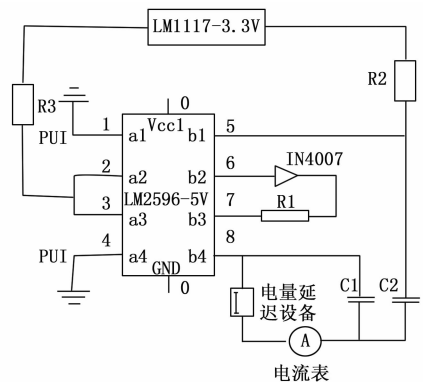 LM1117-3.3V
R2
R3
0
1
Vcc1
5
PUI
a1
b1
2
6
IN4007
a2
b2
LM2596-5V
7
R1
3
a3
b3
4
8
PUI
a4
b4
GND
0
I
电量延
迟设备
C1
C2
A
电流表